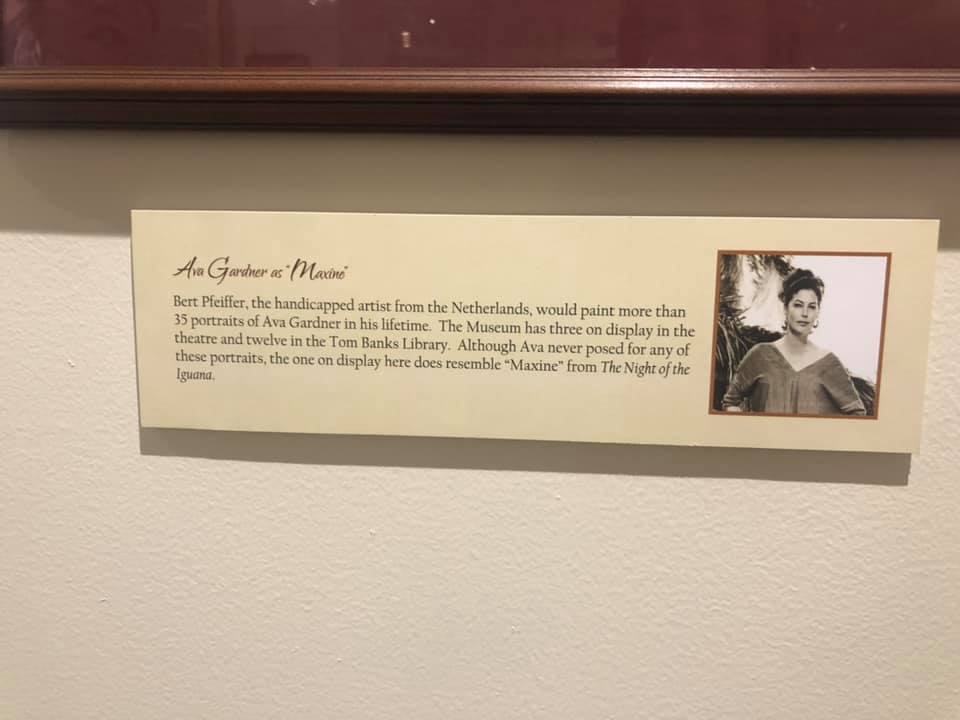 Ava Gardner as "Maxine"
Bert Pfeiffer, the handicapped artist from the Netherlands, would paint more than
35 portraits of Ava Gardner in his lifetime.  The Museum has three on display in the
theatre and twelve in the Tom Banks Library.  Although Ava never posed for any of
these portraits, the one on display here does resemble “Maxine” from The Night of the
Iguana.